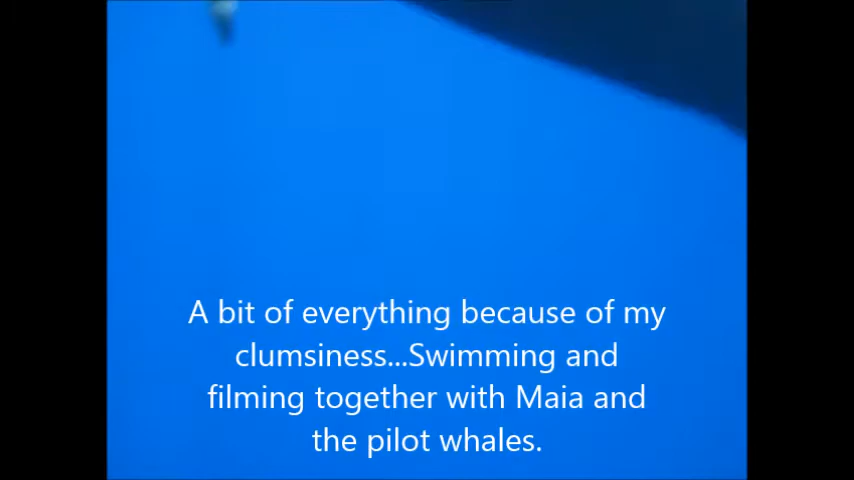 A bit of everything because of my
clumsiness...Swimming and
filming together with Maia and
the pilot whales.